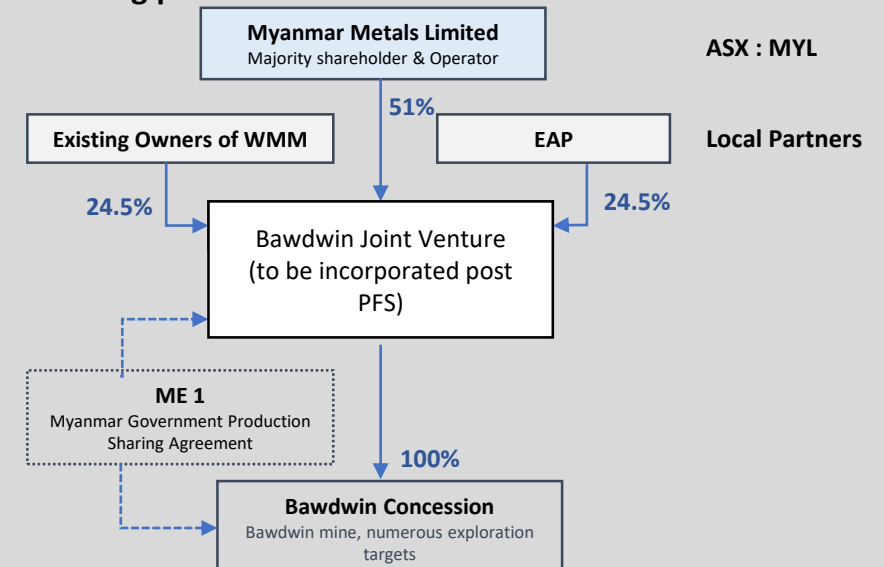 Myanmar Metals Limited
Majority shareholder & Operator
ASX : MYL
51%
Existing Owners of WMM
EAP
Local Partners
24.5%
24.5%
Bawdwin Joint Venture
(to be incorporated post
PFS)
ME 1
Myanmar Government Production
Sharing Agreement
100%
Bawdwin Concession
Bawdwin mine, numerous exploration
targets